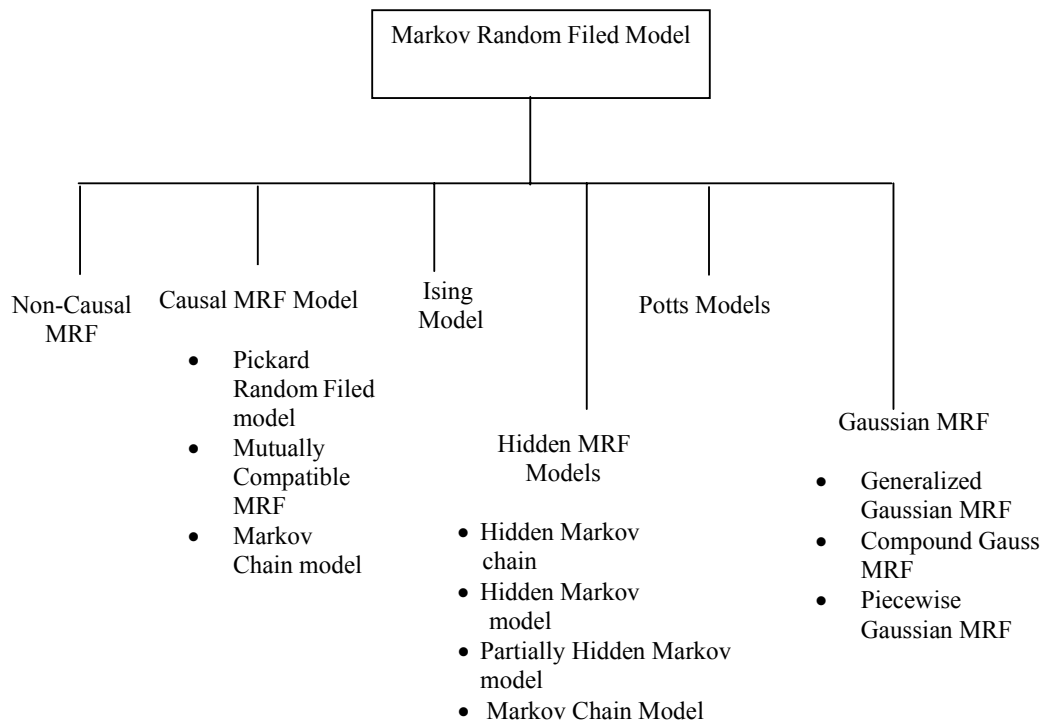 Markov Random Filed Model
Non-Causal
MRF
Causal MRF Model
• Pickard
Random Filed
model
• Mutually
Compatible
MRF
• Markov
Chain model
Ising
Model
Hidden MRF
Models
• Hidden Markov
chain
• Hidden Markov
model
• Partially Hidden Markov
model
• Markov Chain Model
Potts Models
Gaussian MRF
• Generalized
Gaussian MRF
• Compound Gauss
MRF
• Piecewise
Gaussian MRF